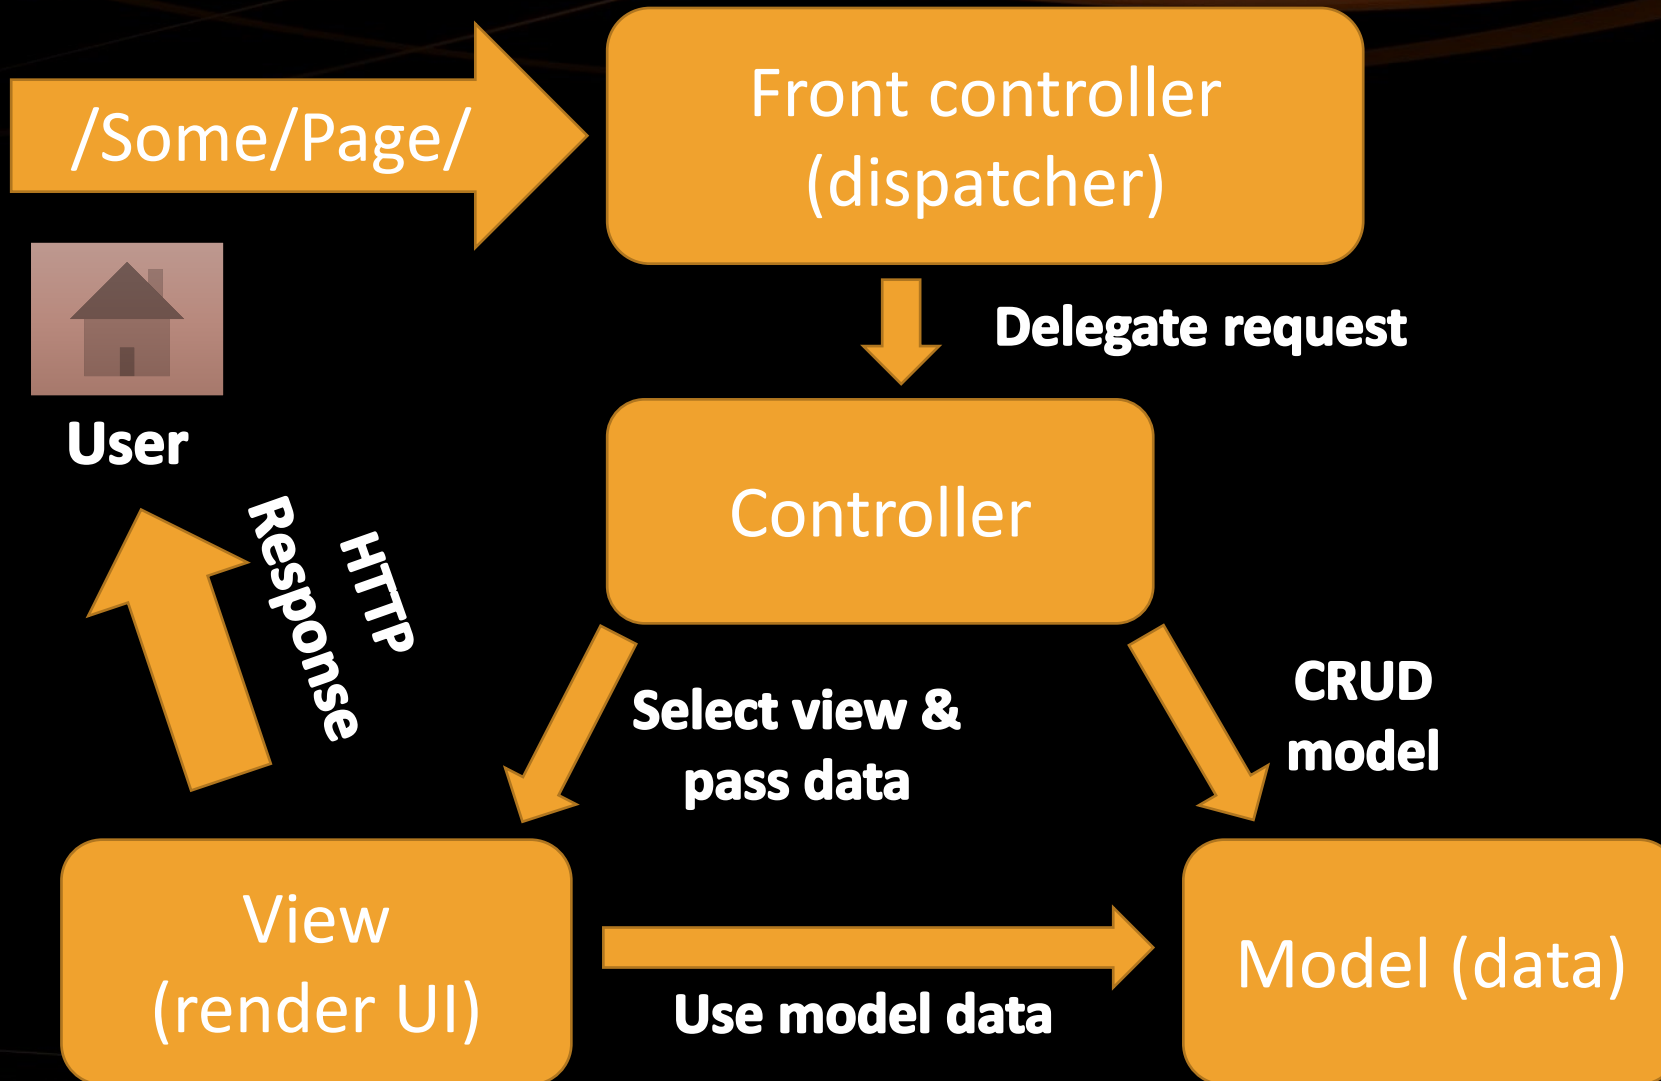 /Some/Page/
Front controller
(dispatcher)
Delegate request
User
Controller
HTTP
Response
Select view &
pass data
CRUD
model
View
(render UI)
Use model data
Model (data)